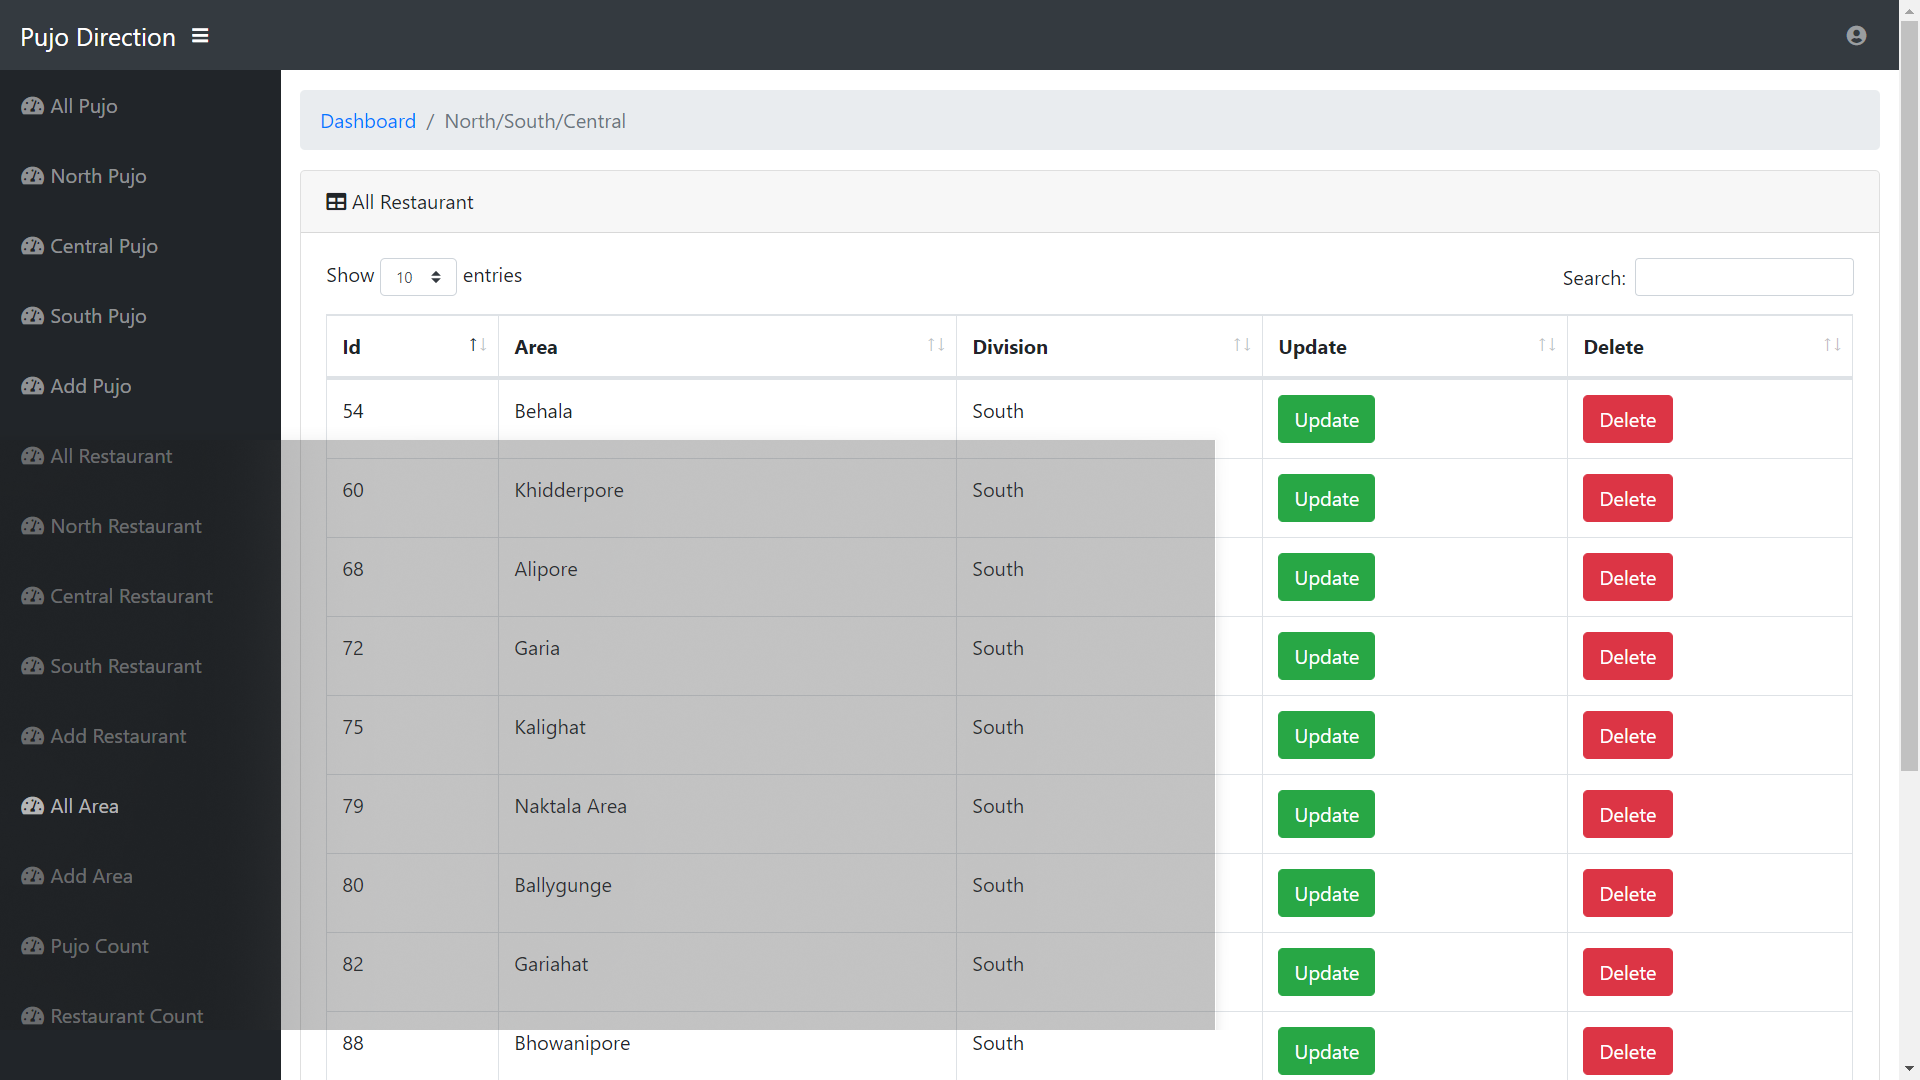 Pujo Direction
All Pujo
North Pujo
Central Pujo
South Pujo
Add Pujo
All Restaurant
North Restaurant
Central Restaurant
South Restaurant
Add Restaurant
All Area
Add Area
Pujo Count
Restaurant Count
Dashboard / North/South/Central
All Restaurant
Show 10 entries Search:
Id Area Division Update Delete
54 Behala South Update Delete
60 Khidderpore South Update Delete
68 Alipore South Update Delete
72 Garia South Update Delete
75 Kalighat South Update Delete
79 Naktala Area South Update Delete
80 Ballygunge South Update Delete
82 Gariahat South Update Delete
88 Bhowanipore South Update Delete